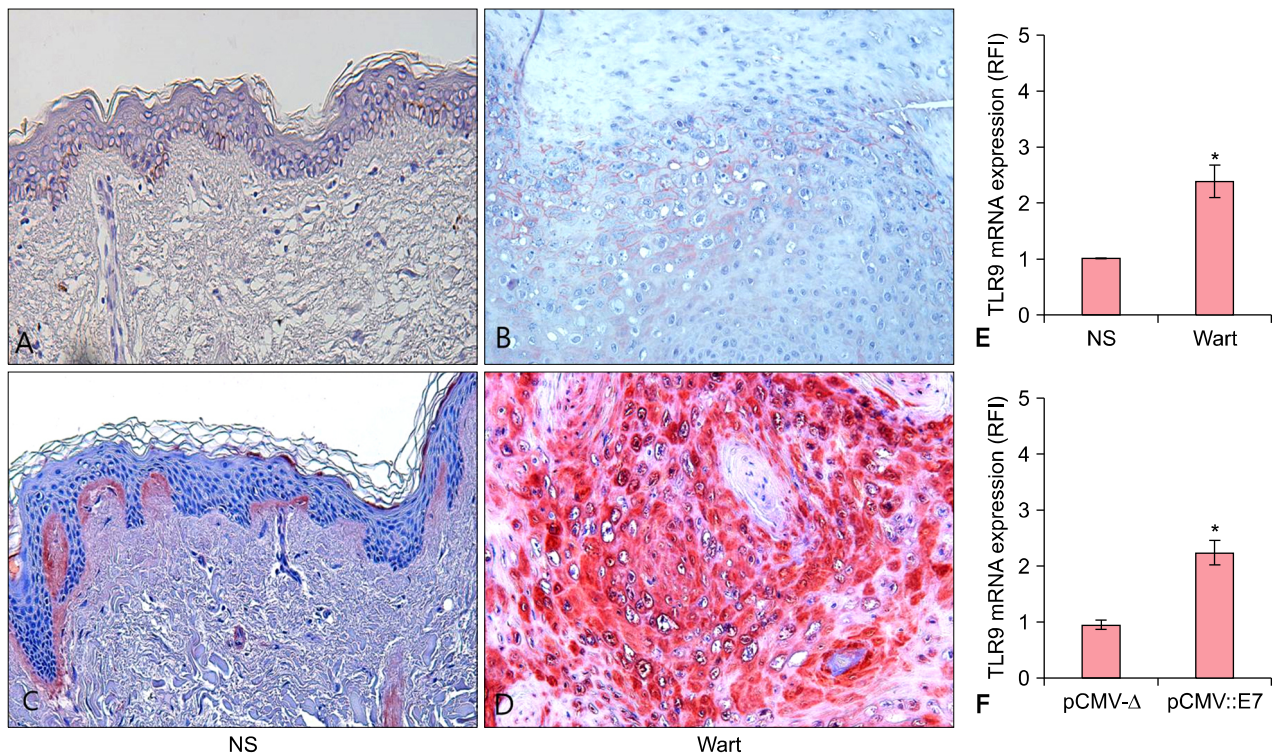 A
B
C
D
NS
Wart
TLR9 mRNA expression (RFI)
5
4
3
2
1
0
*
NS
Wart
E
TLR9 mRNA expression (RFI)
5
4
3
2
1
0
*
pCMV-Δ
pCMV::E7
F